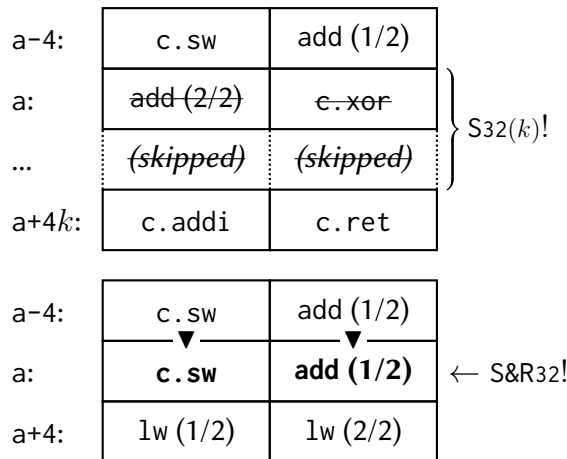 a-4: c.sw add (1/2)
a: add (2/2) c.xor
S32(k)!
... (skipped) (skipped)
a+4k: c.addi c.ret
a-4: c.sw add (1/2)
a: c.sw add (1/2) ← S&R32!
a+4: lw (1/2) lw (2/2)